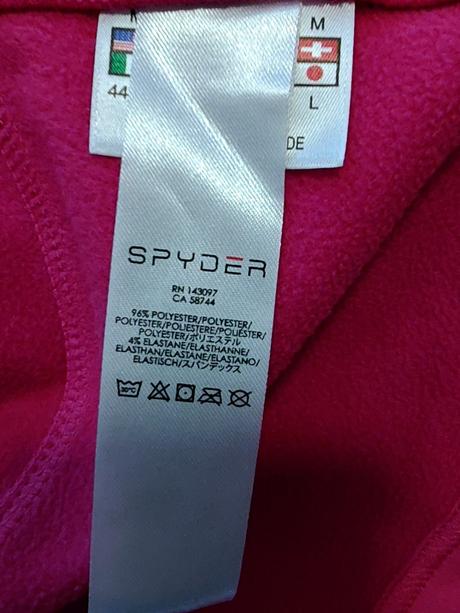 M
44
L
DE
SPYDER
RN 143097
CA 58744
96% POLYESTER/POLYESTER/
POLYESTER/POLIESTERE/POLIÉSTER/
POLYESTER/ポリエステル
4% ELASTANE/ELASTHANNE/
ELASTHAN/ELASTANE/ELASTANO/
ELASTISCH/スパンデックス
30°C